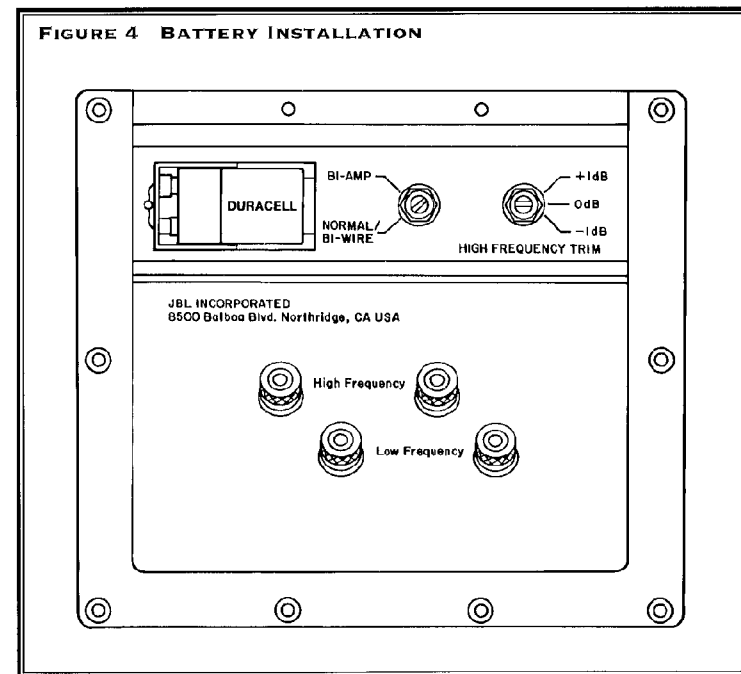 FIGURE 4 BATTERY INSTALLATION
DURACELL
BI-AMP
NORMAL/
BI-WIRE
+1dB
0dB
-1dB
HIGH FREQUENCY TRIM
JBL INCORPORATED
8500 Balboa Blvd. Northridge, CA USA
High Frequency
Low Frequency